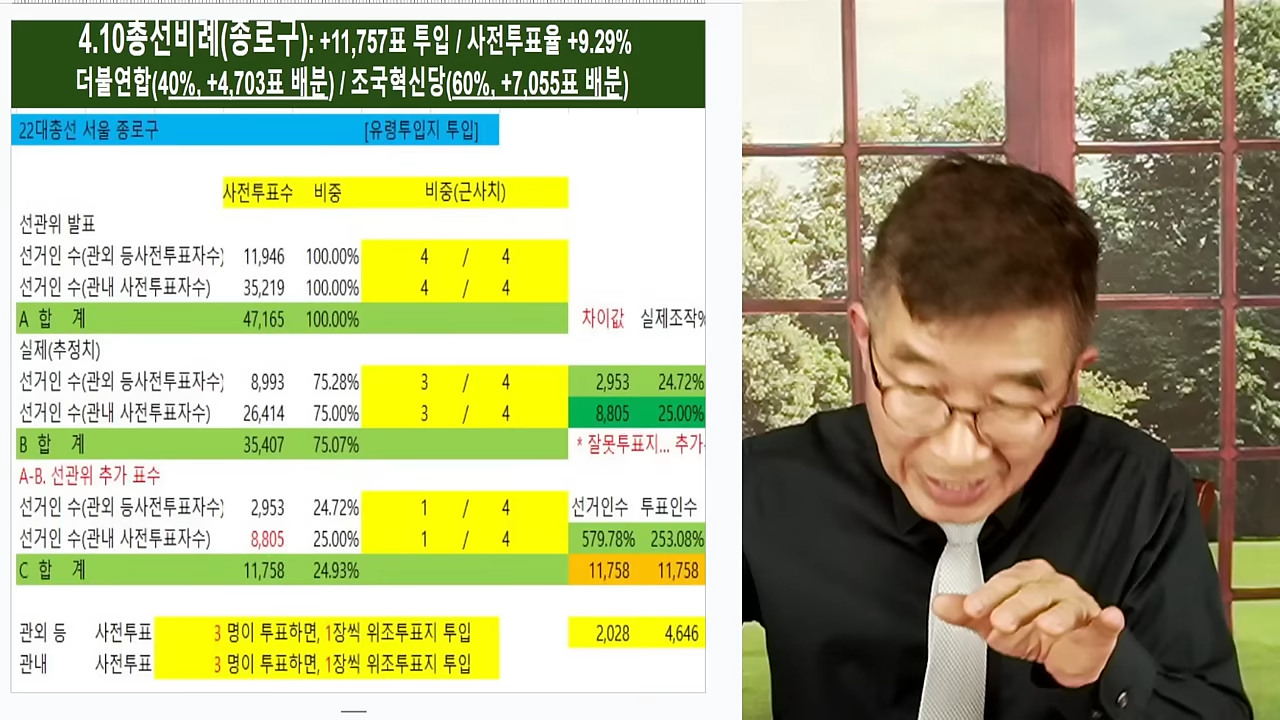 4.10총선비례(종로구): +11,757표 투입 / 사전투표율 +9.29%
더불연합(40%, +4,703표 배분) / 조국혁신당(60%, +7,055표 배분)
22대총선 서울 종로구 [유령투입지 투입]
사전투표수 비중 비중(근사치)
선관위 발표
선거인 수(관외 등사전투표자수) 11,946 100.00% 4 / 4
선거인 수(관내 사전투표자수) 35,219 100.00% 4 / 4
A 합 계 47,165 100.00% 차이값 실제조작%
실제(추정치)
선거인 수(관외 등사전투표자수) 8,993 75.28% 3 / 4 2,953 24.72%
선거인 수(관내 사전투표자수) 26,414 75.00% 3 / 4 8,805 25.00%
B 합 계 35,407 75.07% * 잘못투표지... 추가
A-B. 선관위 추가 표수
선거인 수(관외 등사전투표자수) 2,953 24.72% 1 / 4 선거인수 투표인수
선거인 수(관내 사전투표자수) 8,805 25.00% 1 / 4 579.78% 253.08%
C 합 계 11,758 24.93% 11,758 11,758
관외 등 사전투표 3 명이 투표하면, 1장씩 위조투표지 투입 2,028 4,646
관내 사전투표 3 명이 투표하면, 1장씩 위조투표지 투입